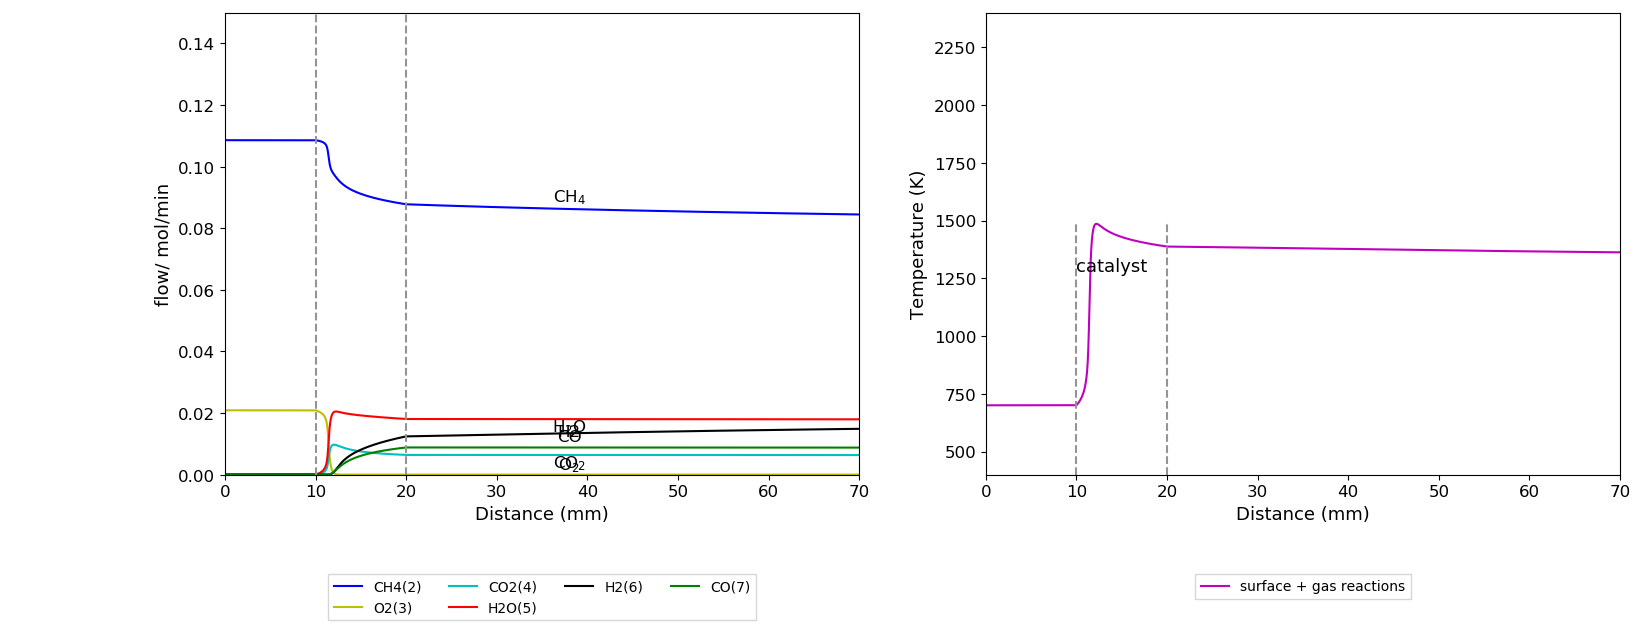 0.14
0.12
0.10
0.08
0.06
0.04
0.02
0.00
flow/ mol/min
CH₄
H₂O
H₂
CO
CO₂
O₂
0 10 20 30 40 50 60 70
Distance (mm)
CH4(2) CO2(4) H2(6) CO(7)
O2(3) H2O(5)
2250
2000
1750
1500
1250
1000
750
500
Temperature (K)
catalyst
0 10 20 30 40 50 60 70
Distance (mm)
surface + gas reactions